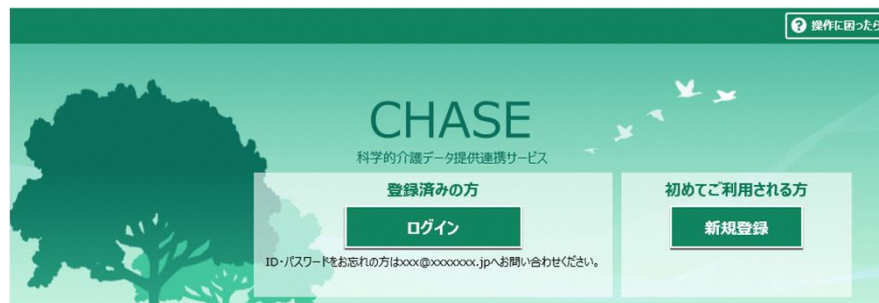 ? 操作に困ったら
CHASE
科学的介護データ提供連携サービス
登録済みの方
ログイン
ID・パスワードをお忘れの方はxxx@xxxxxxx.jpへお問い合わせください。
初めてご利用される方
新規登録